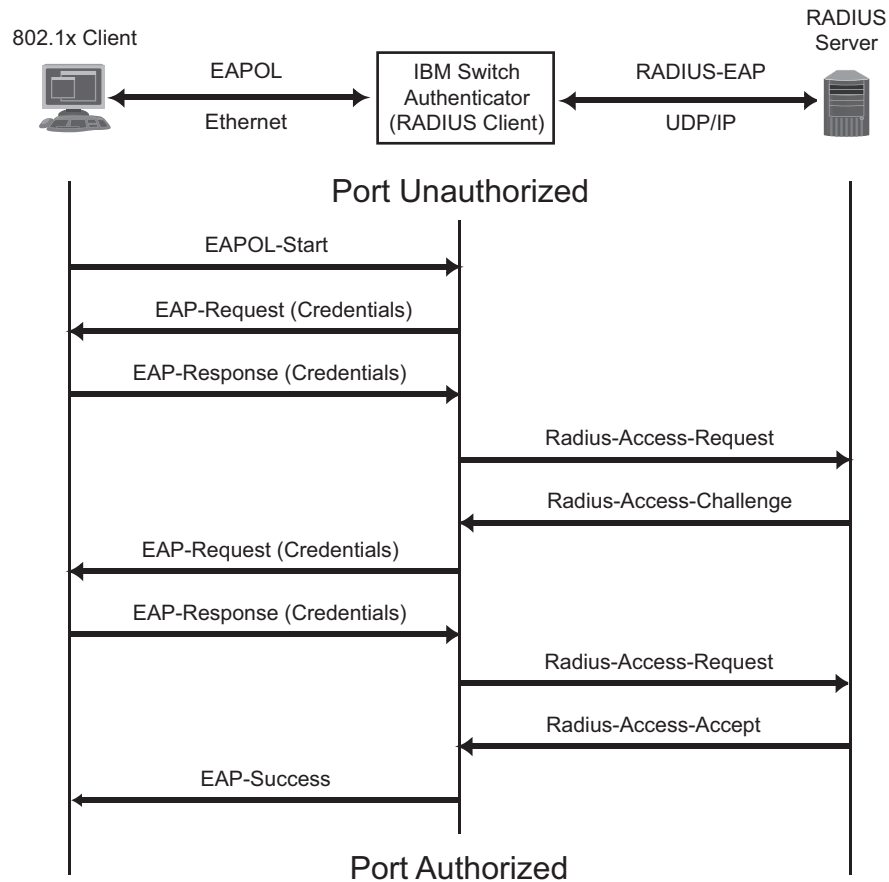 802.1x Client
EAPOL
Ethernet
IBM Switch
Authenticator
(RADIUS Client)
RADIUS-EAP
UDP/IP
RADIUS
Server
Port Unauthorized
EAPOL-Start
EAP-Request (Credentials)
EAP-Response (Credentials)
Radius-Access-Request
Radius-Access-Challenge
EAP-Request (Credentials)
EAP-Response (Credentials)
Radius-Access-Request
Radius-Access-Accept
EAP-Success
Port Authorized